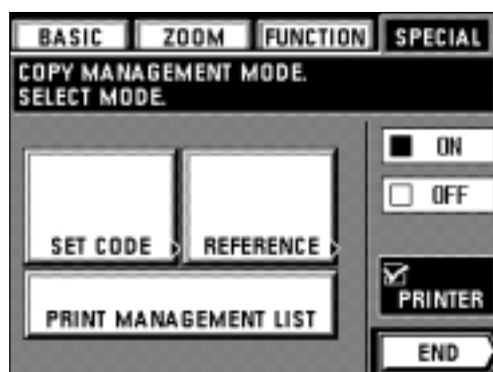 BASIC ZOOM FUNCTION SPECIAL
COPY MANAGEMENT MODE.
SELECT MODE.
ON
OFF
SET CODE REFERENCE
PRINT MANAGEMENT LIST
PRINTER
END